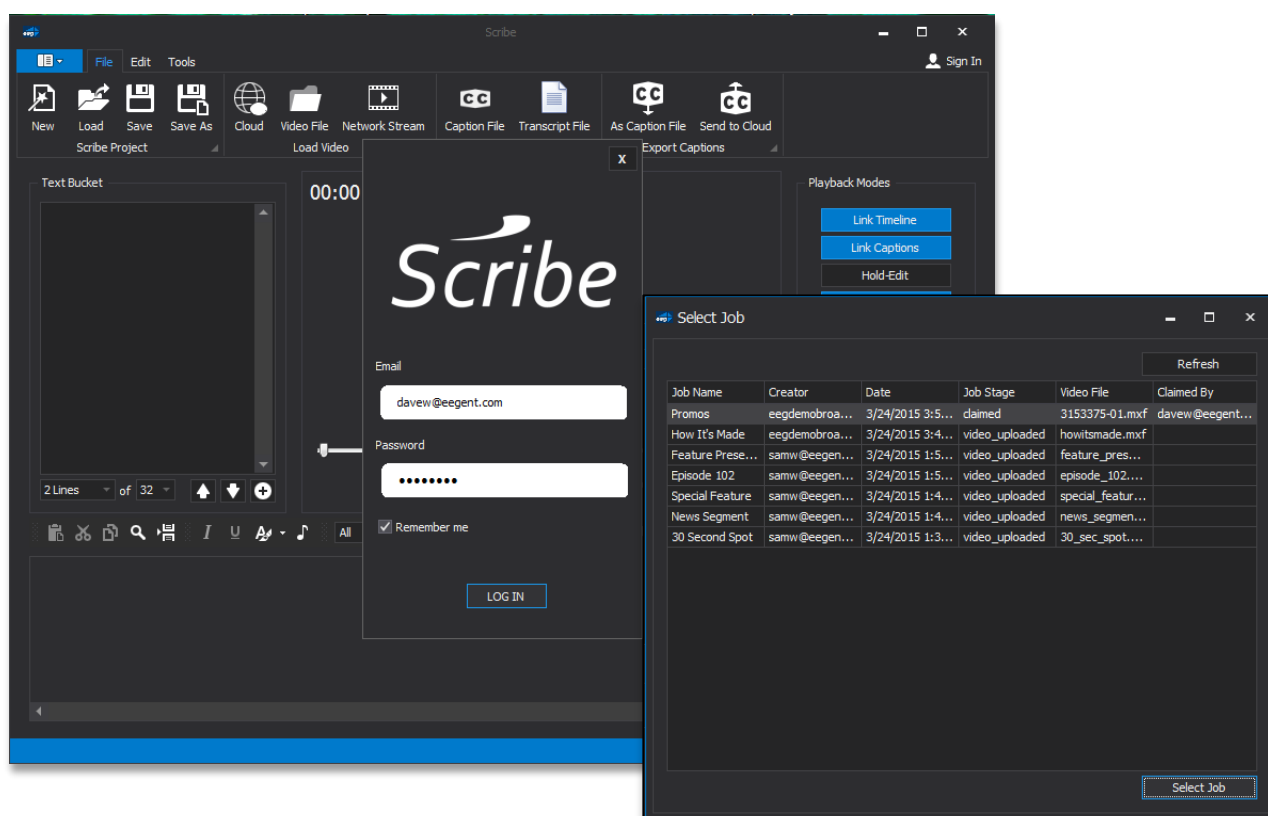 Scribe
File Edit Tools
Sign In
New Load Save Save As Cloud Video File Network Stream Caption File Transcript File As Caption File Send to Cloud
Scribe Project Load Video Export Captions
X
Text Bucket
00:00
Playback Modes
Link Timeline
Link Captions
Hold-Edit
Scribe
Email
davew@eegent.com
Password
••••••••
Remember me
LOG IN
2 Lines of 32
I U A All
Select Job
Refresh
Job Name Creator Date Job Stage Video File Claimed By
Promos eegdemobroa... 3/24/2015 3:5... claimed 3153375-01.mxf davew@eegent...
How It's Made eegdemobroa... 3/24/2015 3:4... video_uploaded howitsmade.mxf
Feature Prese... samw@eegen... 3/24/2015 1:5... video_uploaded feature_pres...
Episode 102 samw@eegen... 3/24/2015 1:5... video_uploaded episode_102....
Special Feature samw@eegen... 3/24/2015 1:4... video_uploaded special_featur...
News Segment samw@eegen... 3/24/2015 1:4... video_uploaded news_segmen...
30 Second Spot samw@eegen... 3/24/2015 1:3... video_uploaded 30_sec_spot....
Select Job